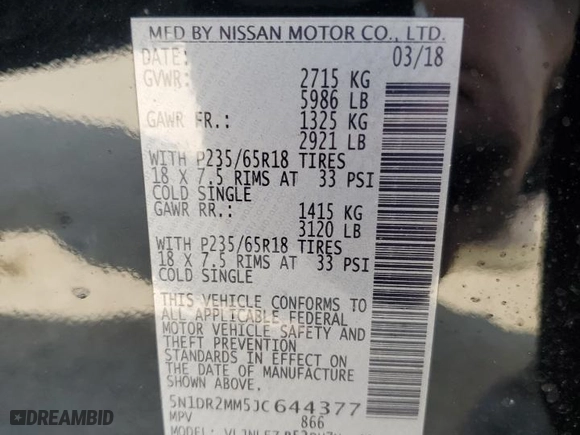 MFD BY NISSAN MOTOR CO., LTD.
DATE: 03/18
GVWR: 2715 KG
5986 LB
GAWR FR.: 1325 KG
2921 LB
WITH P235/65R18 TIRES
18 X 7.5 RIMS AT 33 PSI
COLD SINGLE
GAWR RR.: 1415 KG
3120 LB
WITH P235/65R18 TIRES
18 X 7.5 RIMS AT 33 PSI
COLD SINGLE
THIS VEHICLE CONFORMS TO
ALL APPLICABLE FEDERAL
MOTOR VEHICLE SAFETY AND
THEFT PREVENTION
STANDARDS IN EFFECT ON
THE DATE OF MANUFACTURE
SHOWN ABOVE.
5N1DR2MM5JC644377
MPV 866
MODEL:
FAXVIN